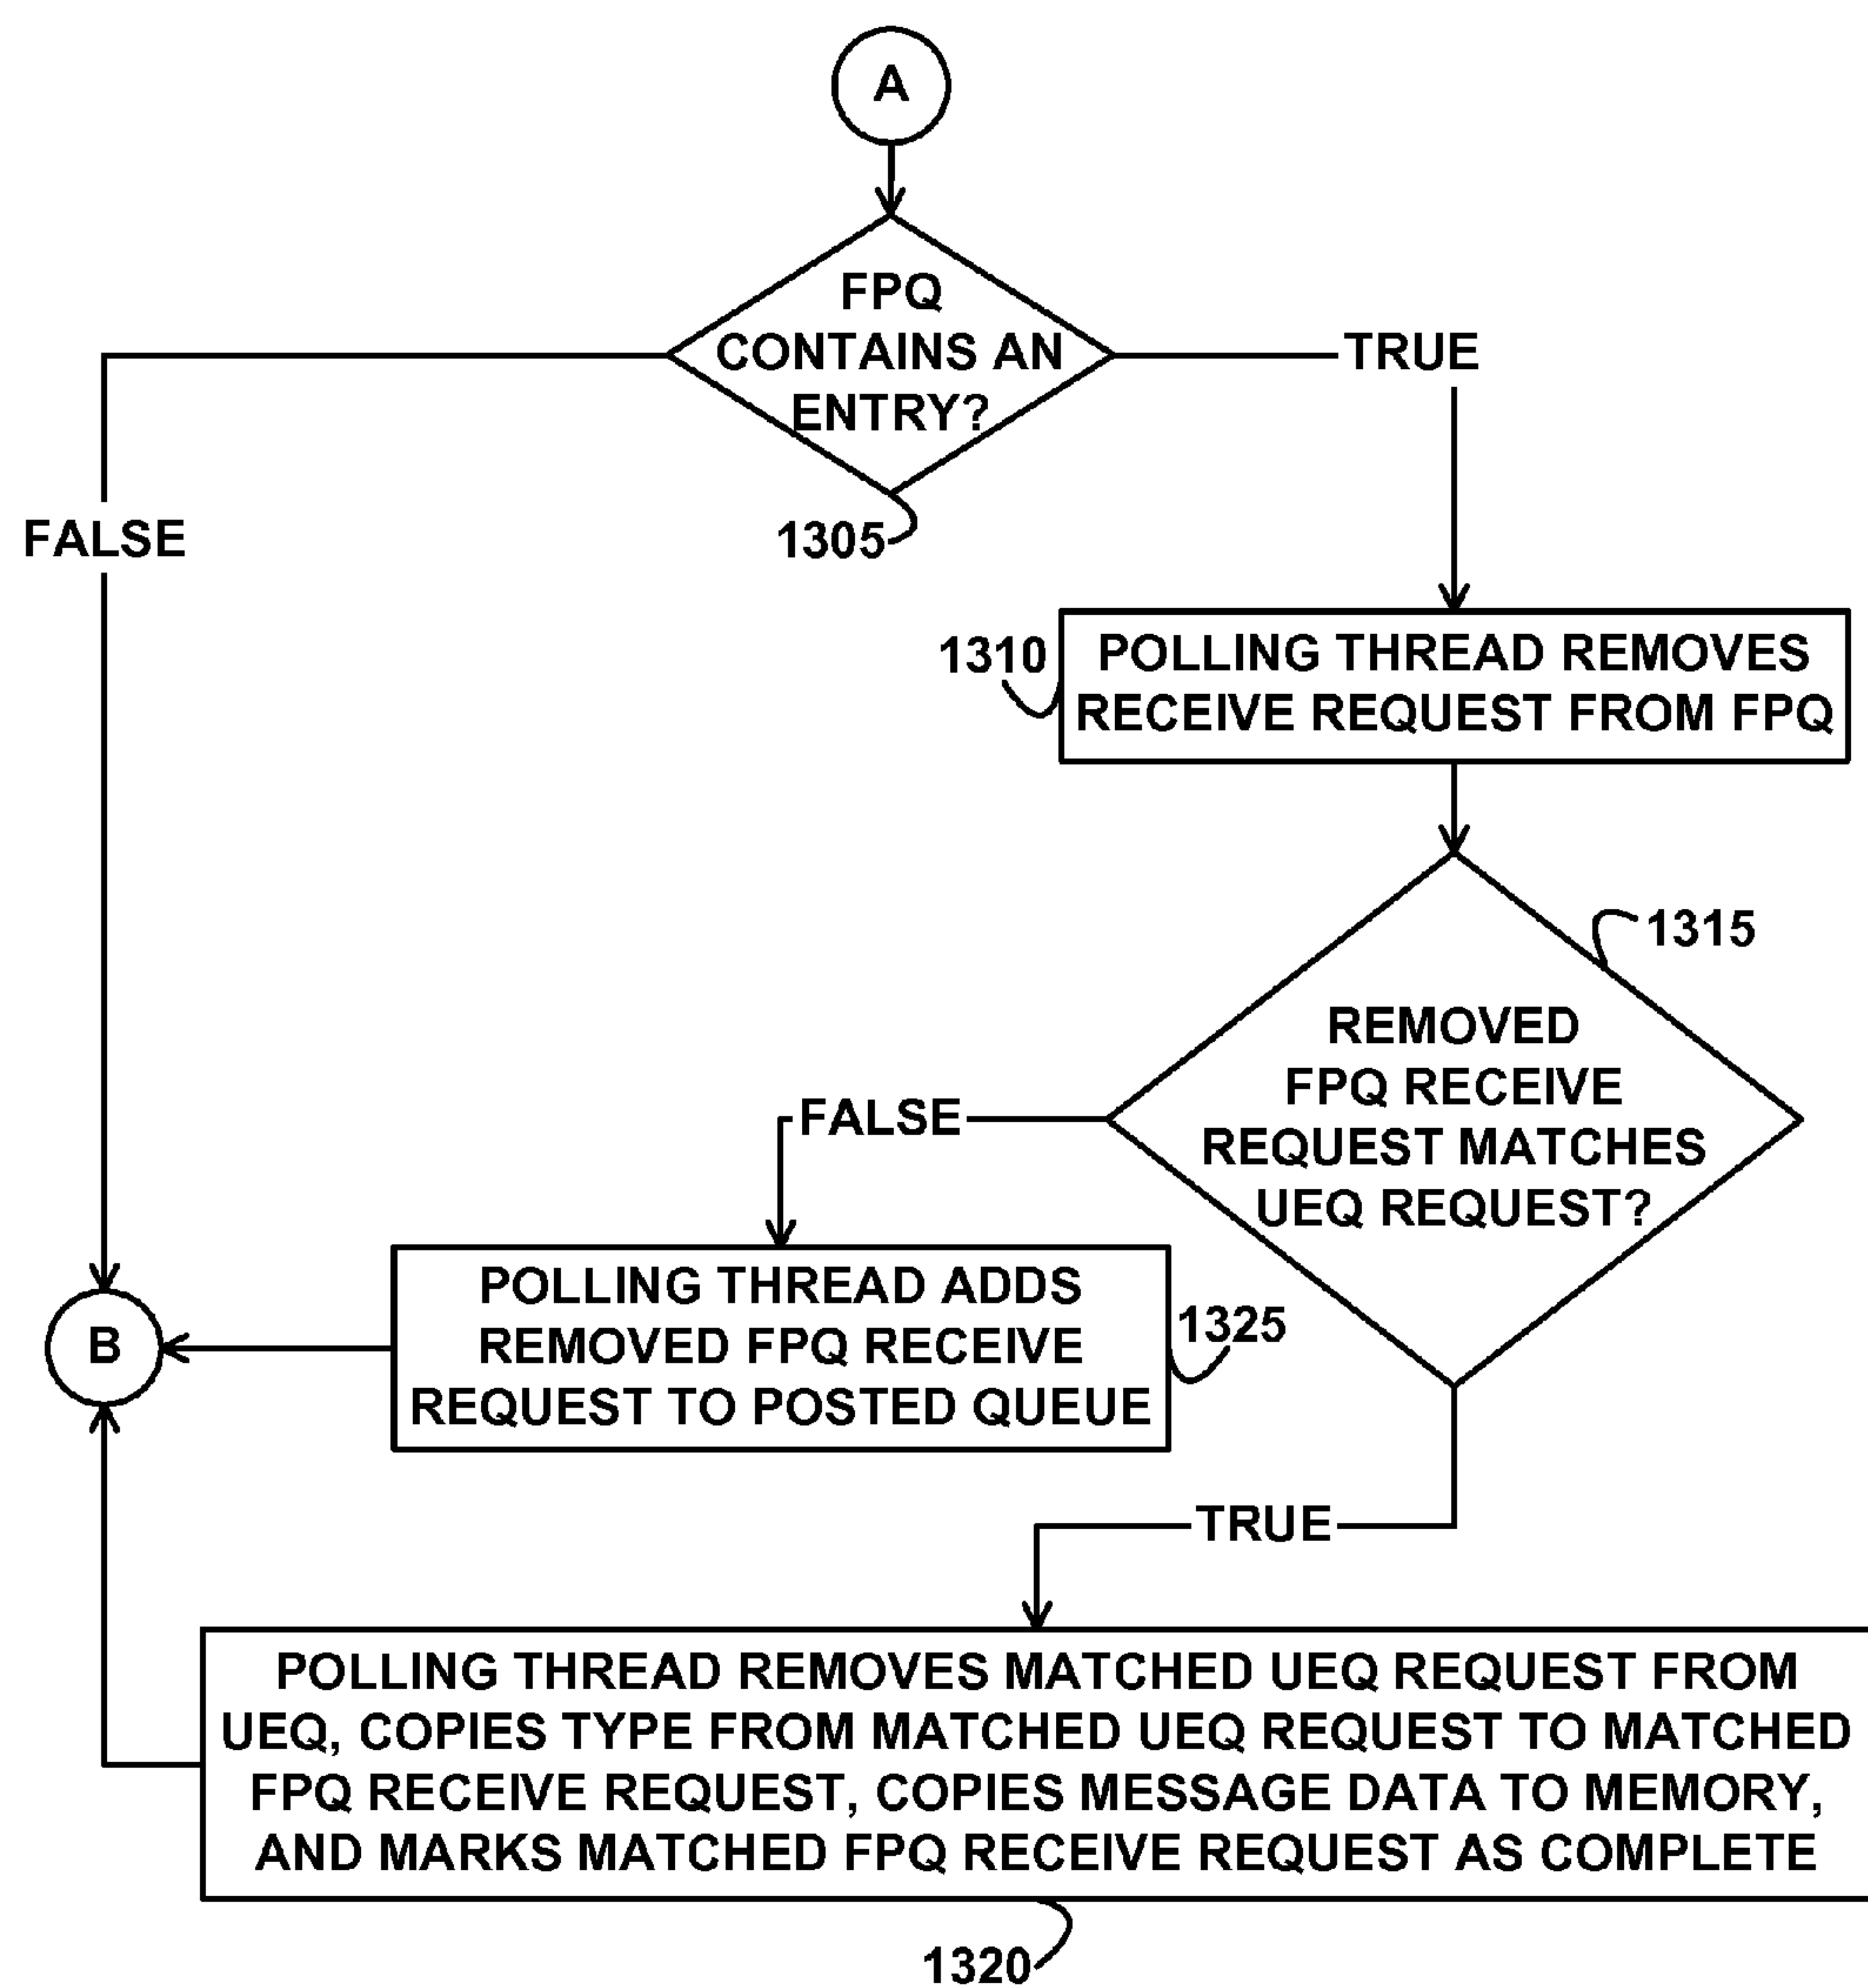 A
FPQ
CONTAINS AN
ENTRY?
TRUE
FALSE
1305
1310
POLLING THREAD REMOVES
RECEIVE REQUEST FROM FPQ
1315
REMOVED
FPQ RECEIVE
REQUEST MATCHES
UEQ REQUEST?
FALSE
POLLING THREAD ADDS
REMOVED FPQ RECEIVE
REQUEST TO POSTED QUEUE
1325
B
TRUE
POLLING THREAD REMOVES MATCHED UEQ REQUEST FROM
UEQ, COPIES TYPE FROM MATCHED UEQ REQUEST TO MATCHED
FPQ RECEIVE REQUEST, COPIES MESSAGE DATA TO MEMORY,
AND MARKS MATCHED FPQ RECEIVE REQUEST AS COMPLETE
1320